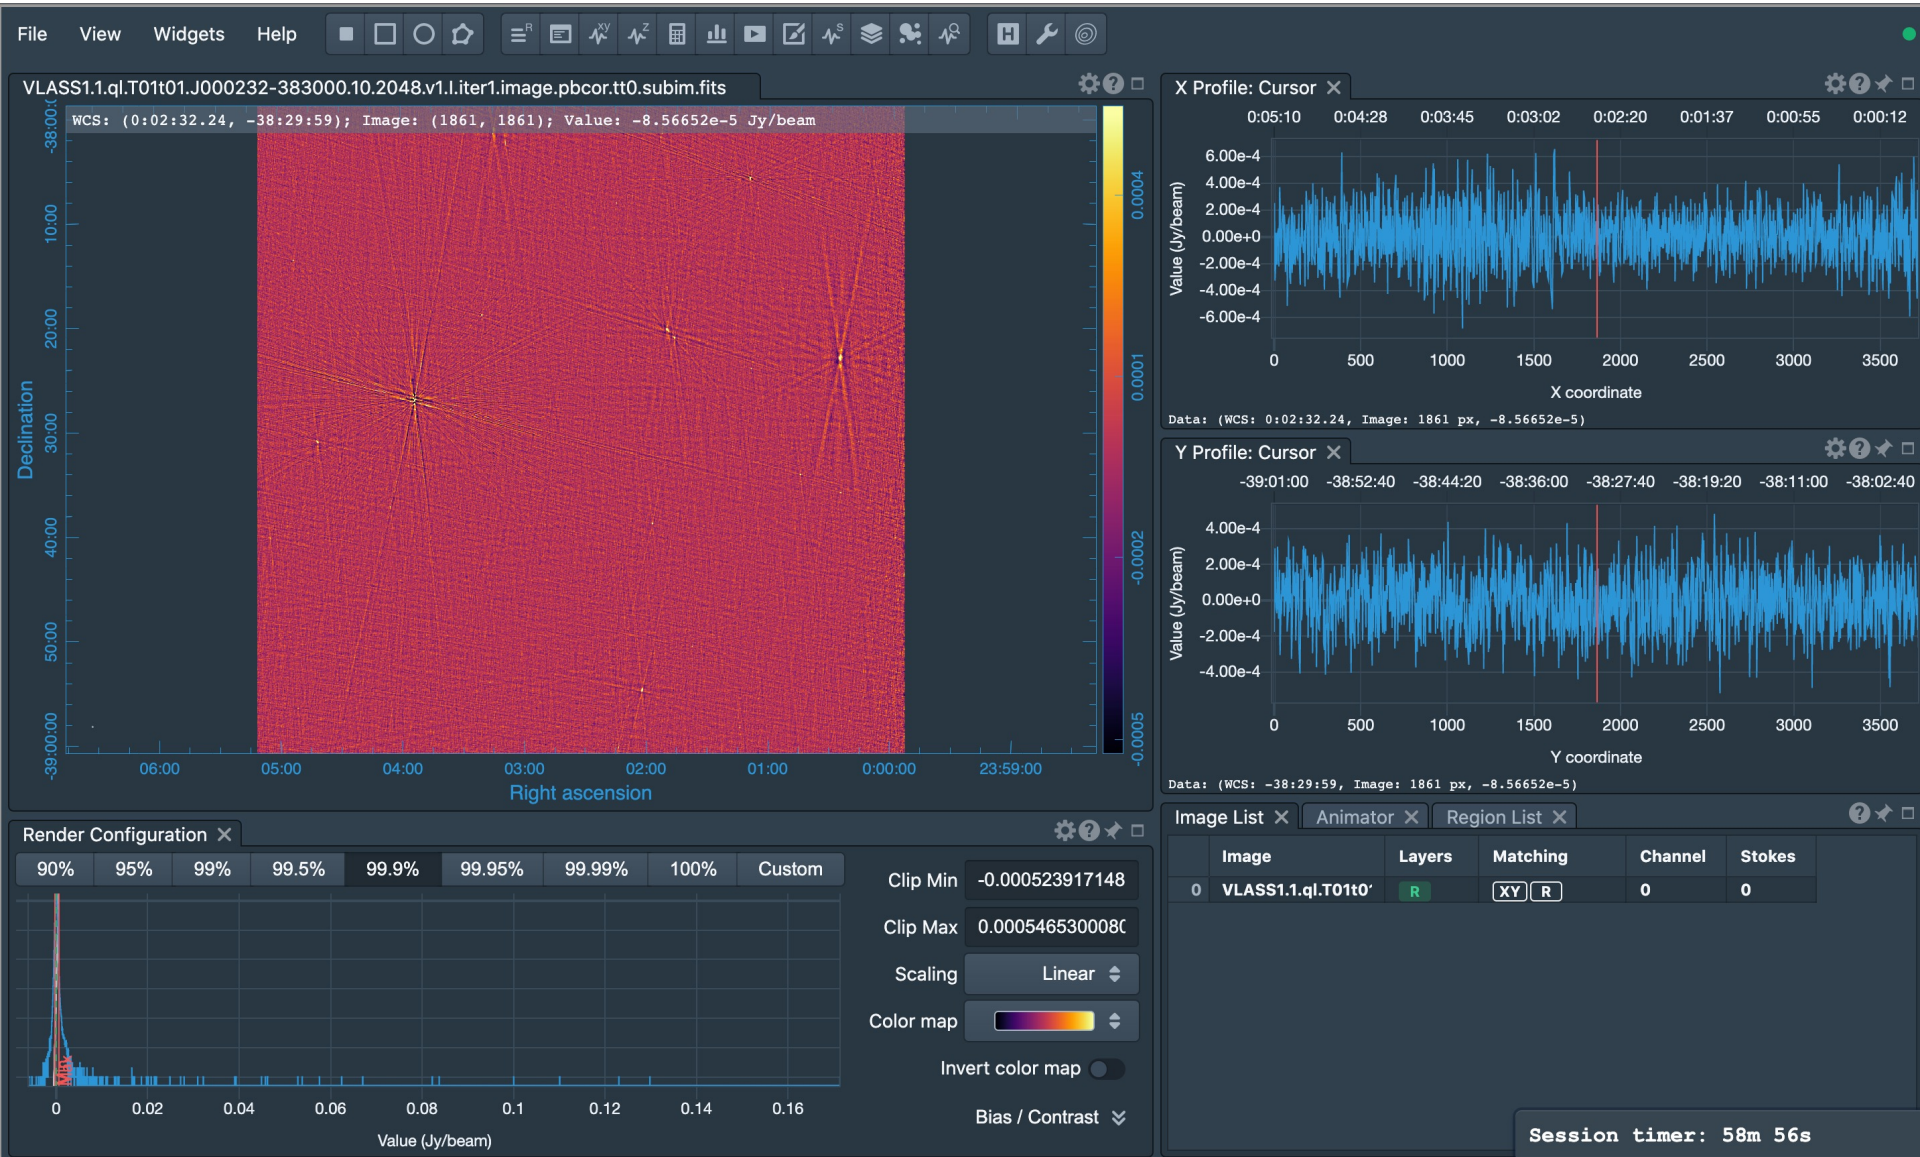 File View Widgets Help
VLASS1.1.ql.T01t01.J000232-383000.10.2048.v1.I.iter1.image.pbcor.tt0.subim.fits
WCS: (0:02:32.24, -38:29:59); Image: (1861, 1861); Value: -8.56652e-5 Jy/beam
10:00
20:00
30:00
40:00
50:00
-39:00:00
Declination
06:00 05:00 04:00 03:00 02:00 01:00 0:00:00 23:59:00
Right ascension
0.0004
0.0001
-0.0002
-0.0005
X Profile: Cursor
0:05:10 0:04:28 0:03:45 0:03:02 0:02:20 0:01:37 0:00:55 0:00:12
6.00e-4
4.00e-4
2.00e-4
0.00e+0
-2.00e-4
-4.00e-4
-6.00e-4
Value (Jy/beam)
0 500 1000 1500 2000 2500 3000 3500
X coordinate
Data: (WCS: 0:02:32.24, Image: 1861 px, -8.56652e-5)
Y Profile: Cursor
-39:01:00 -38:52:40 -38:44:20 -38:36:00 -38:27:40 -38:19:20 -38:11:00 -38:02:40
4.00e-4
2.00e-4
0.00e+0
-2.00e-4
-4.00e-4
Value (Jy/beam)
0 500 1000 1500 2000 2500 3000 3500
Y coordinate
Data: (WCS: -38:29:59, Image: 1861 px, -8.56652e-5)
Render Configuration
90% 95% 99% 99.5% 99.9% 99.95% 99.99% 100% Custom
0 0.02 0.04 0.06 0.08 0.1 0.12 0.14 0.16
Value (Jy/beam)
Clip Min -0.000523917148
Clip Max
Scaling Linear
Color map
Invert color map
Bias / Contrast
Image List Animator Region List
Image Layers Matching Channel Stokes
0 VLASS1.1.ql.T01t0 R XY R 0 0
Session timer: 58m 56s